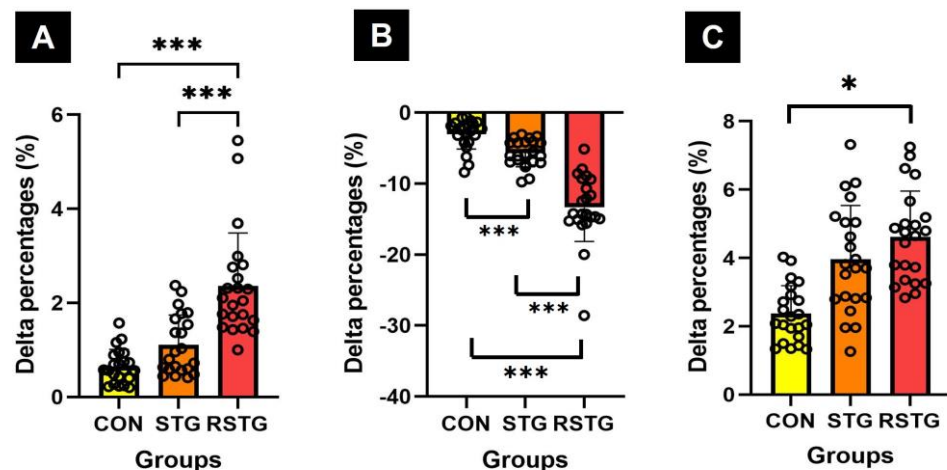 A
***
***
Delta percentages (%)
6
4
2
0
CON STG RSTG
Groups
B
Delta percentages (%)
0
-10
-20
-30
-40
***
***
***
CON STG RSTG
Groups
C
*
Delta percentages (%)
8
6
4
2
0
CON STG RSTG
Groups